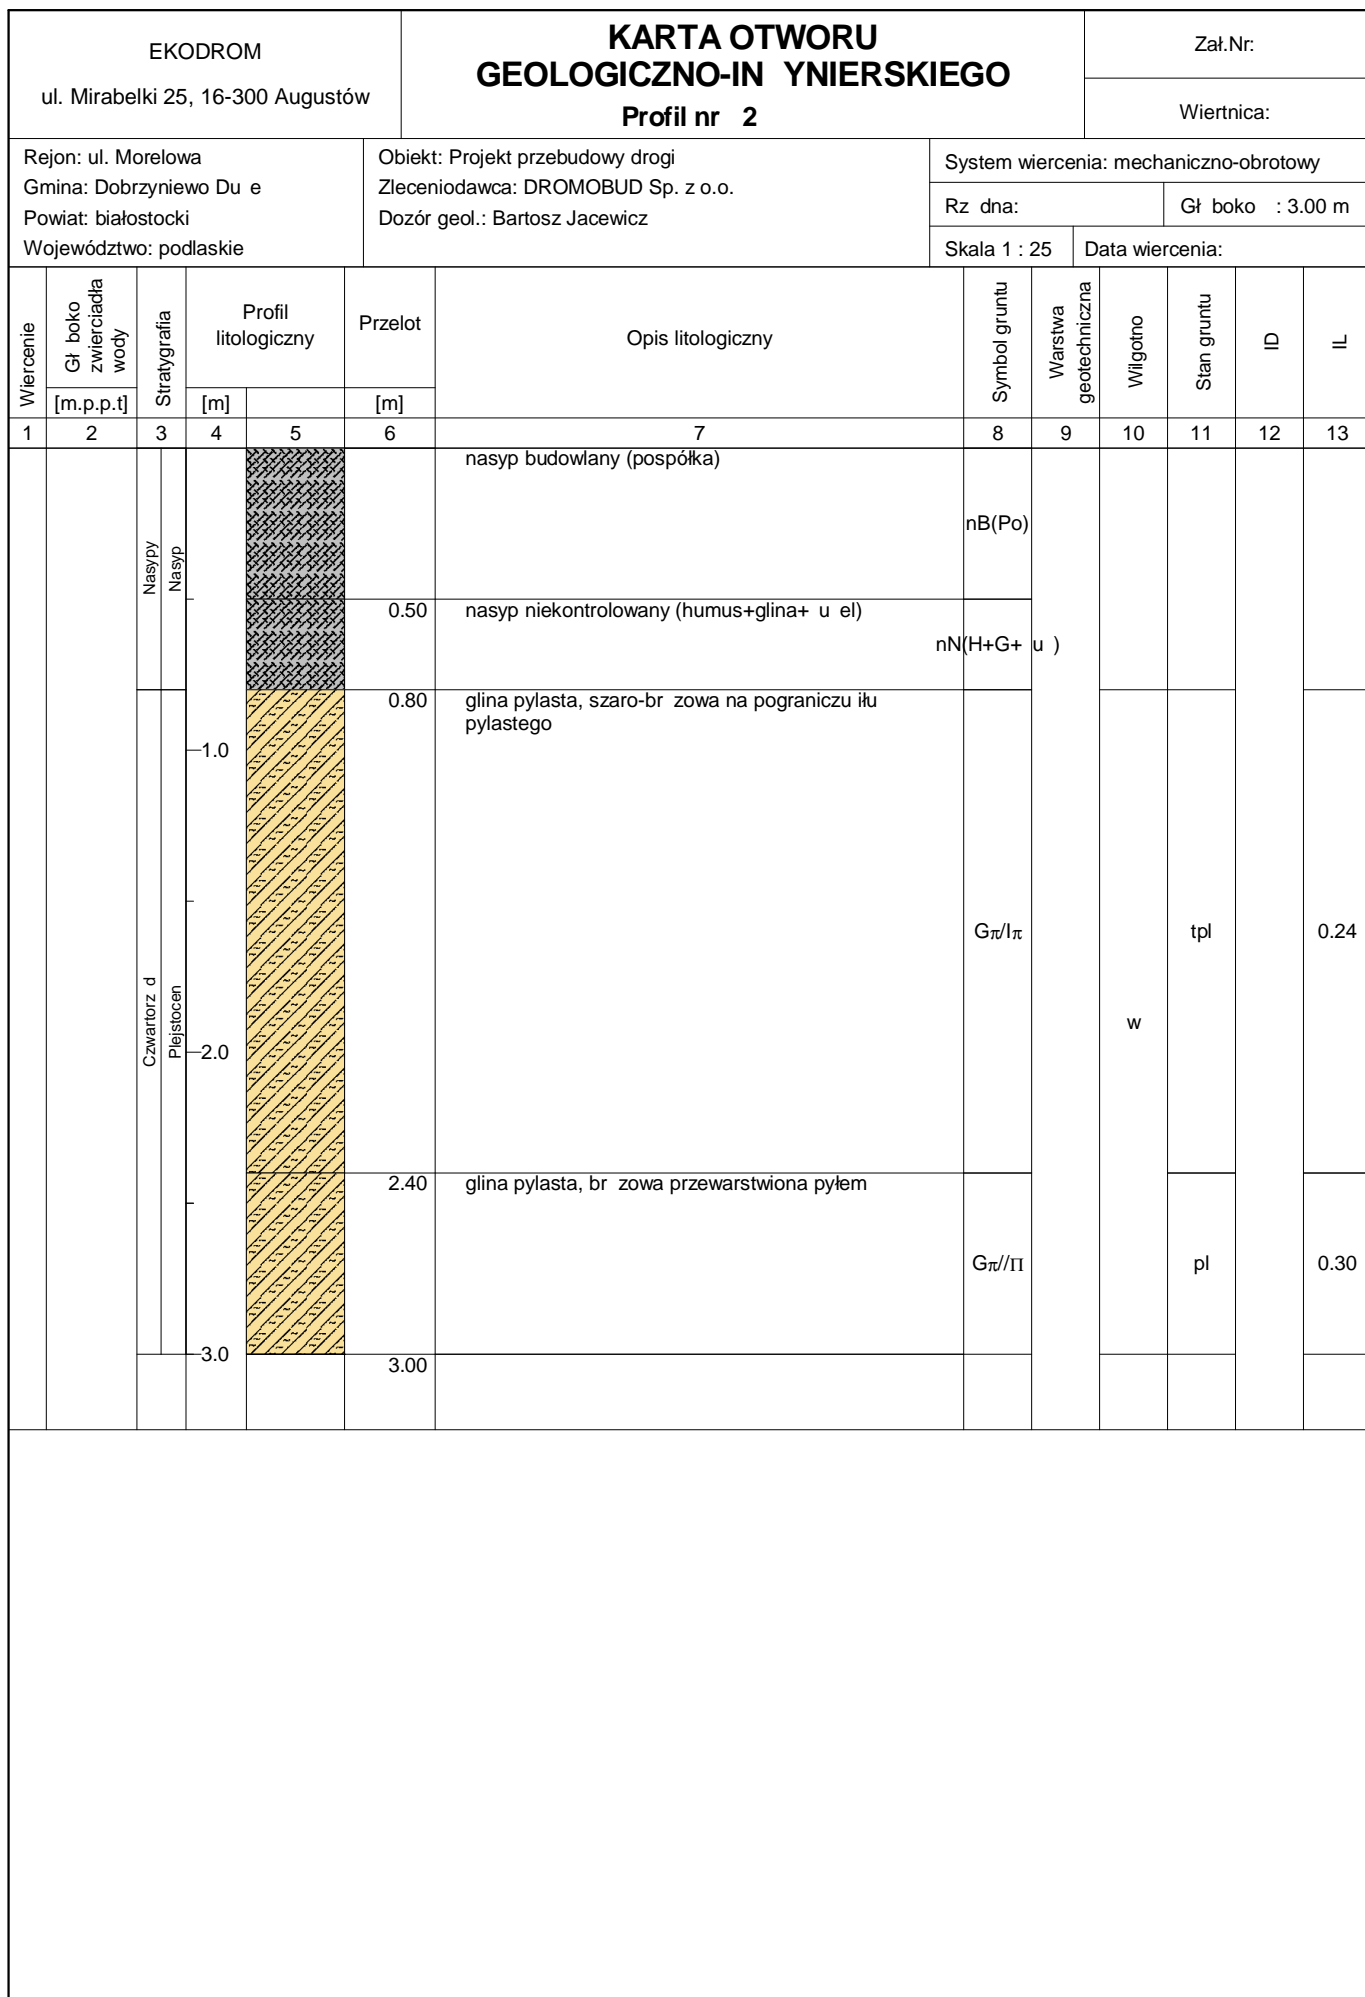 EKODROM
ul. Mirabelki 25, 16-300 Augustów
KARTA OTWORU
GEOLOGICZNO-IN YNIERSKIEGO
Profil nr 2
Zał.Nr:
Wiertnica:
Rejon: ul. Morelowa
Gmina: Dobrzyniewo Du e
Powiat: białostocki
Województwo: podlaskie
Obiekt: Projekt przebudowy drogi
Zleceniodawca: DROMOBUD Sp. z o.o.
Dozór geol.: Bartosz Jacewicz
System wiercenia: mechaniczno-obrotowy
Rz dna:
Gł boko : 3.00 m
Skala 1 : 25
Data wiercenia:
Wiercenie
Gł boko
zwierciadła
wody
[m.p.p.t]
Stratygrafia
Profil
litologiczny
[m]
Przelot
[m]
Opis litologiczny
Symbol gruntu
Warstwa
geotechniczna
Wilgotno
Stan gruntu
ID
IL
1 2 3 4 5 6 7 8 9 10 11 12 13
Nasypy
Nasyp
nasyp budowlany (pospółka)
nB(Po)
0.50 nasyp niekontrolowany (humus+glina+ u el)
nN(H+G+ u )
0.80 glina pylasta, szaro-br zowa na pograniczu iłu
pylastego
1.0
Gπ/Iπ tpl 0.24
w
Czwartorz d
Plejstocen
2.0
2.40 glina pylasta, br zowa przewarstwiona pyłem
Gπ//Π pl 0.30
3.0
3.00